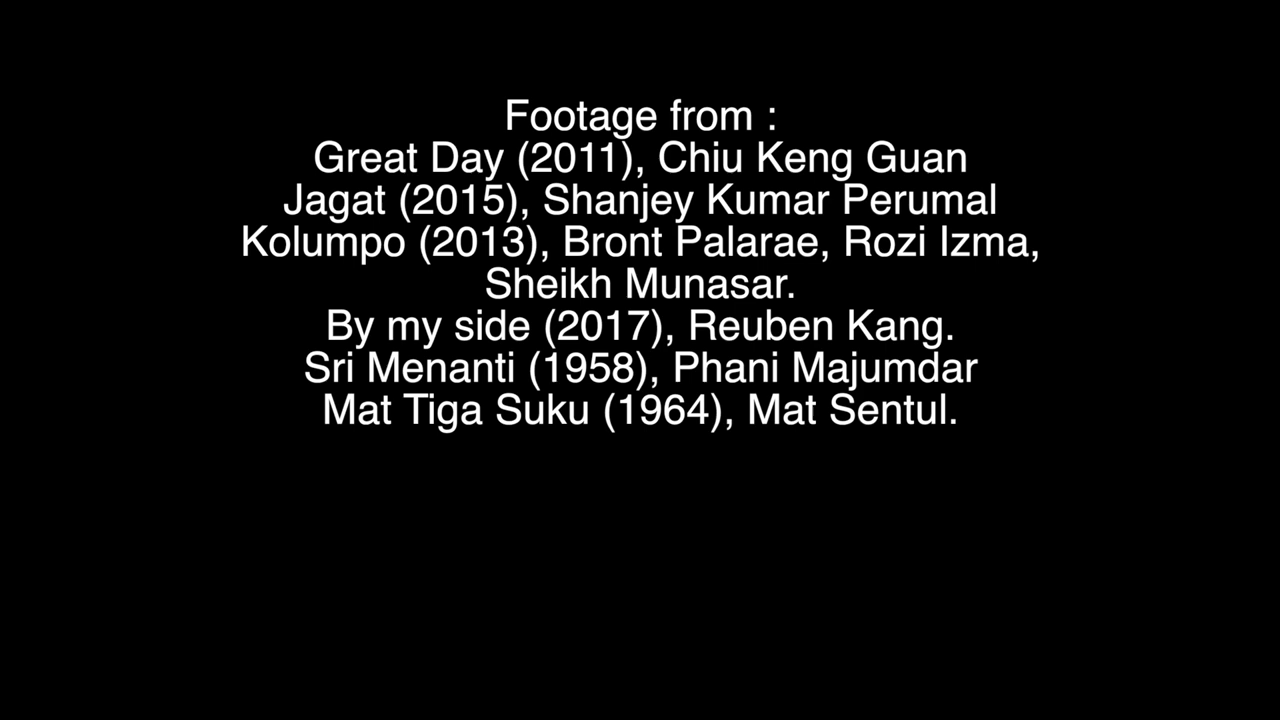 Footage from :
Great Day (2011), Chiu Keng Guan
Jagat (2015), Shanjey Kumar Perumal
Kolumpo (2013), Bront Palarae, Rozi Izma,
Sheikh Munasar.
By my side (2017), Reuben Kang.
Sri Menanti (1958), Phani Majumdar
Mat Tiga Suku (1964), Mat Sentul.